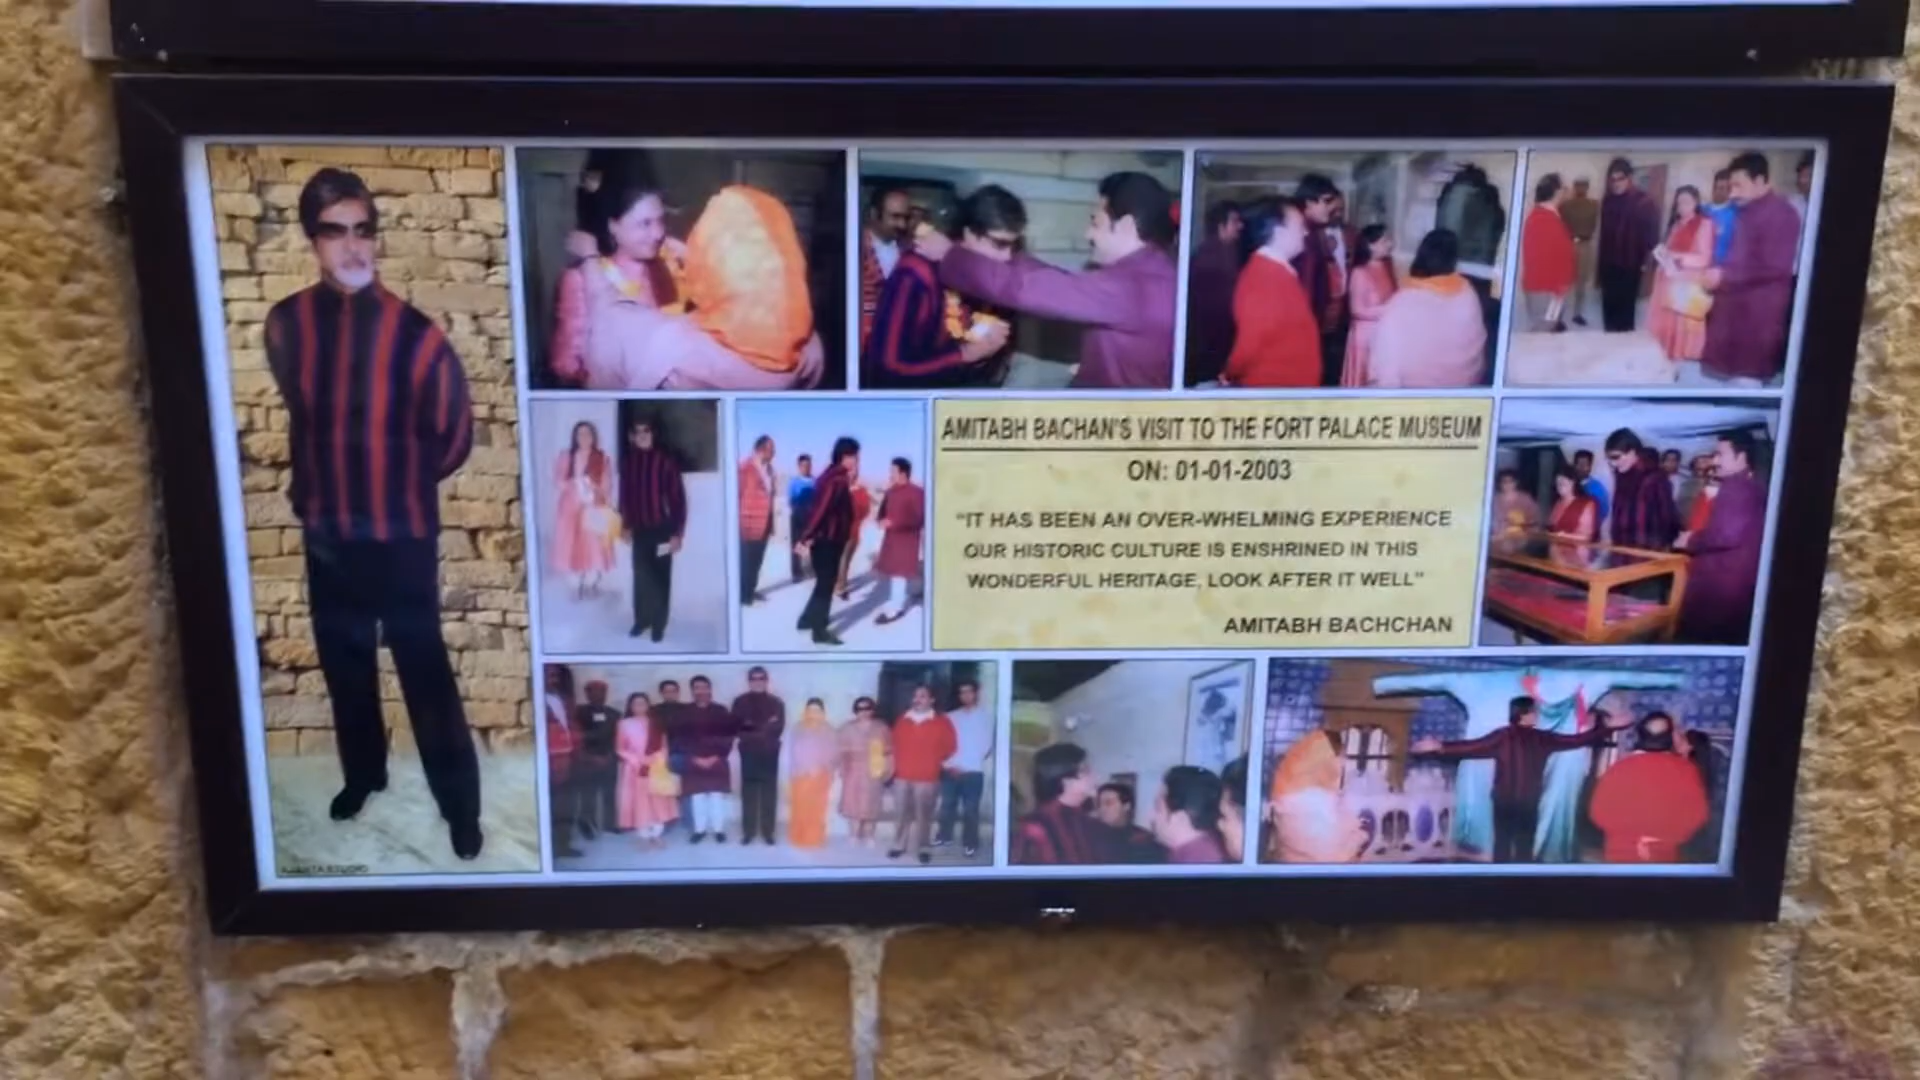 AMITABH BACHAN'S VISIT TO THE FORT PALACE MUSEUM
ON: 01-01-2003
"IT HAS BEEN AN OVER-WHELMING EXPERIENCE
OUR HISTORIC CULTURE IS ENSHRINED IN THIS
WONDERFUL HERITAGE, LOOK AFTER IT WELL"
AMITABH BACHCHAN
STUDIO